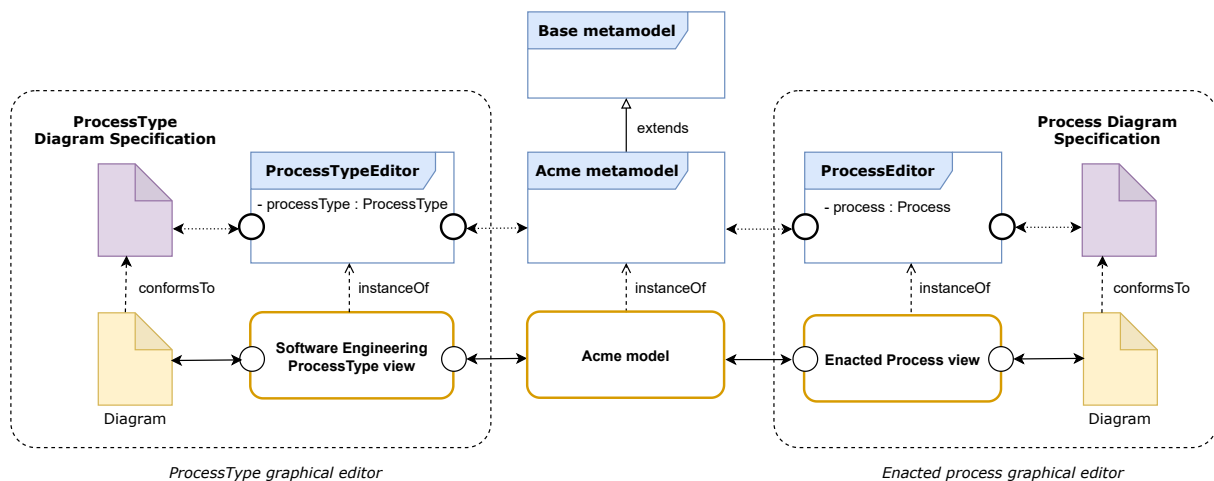 Base metamodel
extends
ProcessType
Diagram Specification
ProcessTypeEditor
- processType : ProcessType
Acme metamodel
ProcessEditor
- process : Process
Process Diagram
Specification
conformsTo
instanceOf
instanceOf
instanceOf
conformsTo
Software Engineering
ProcessType view
Acme model
Enacted Process view
Diagram
Diagram
ProcessType graphical editor
Enacted process graphical editor